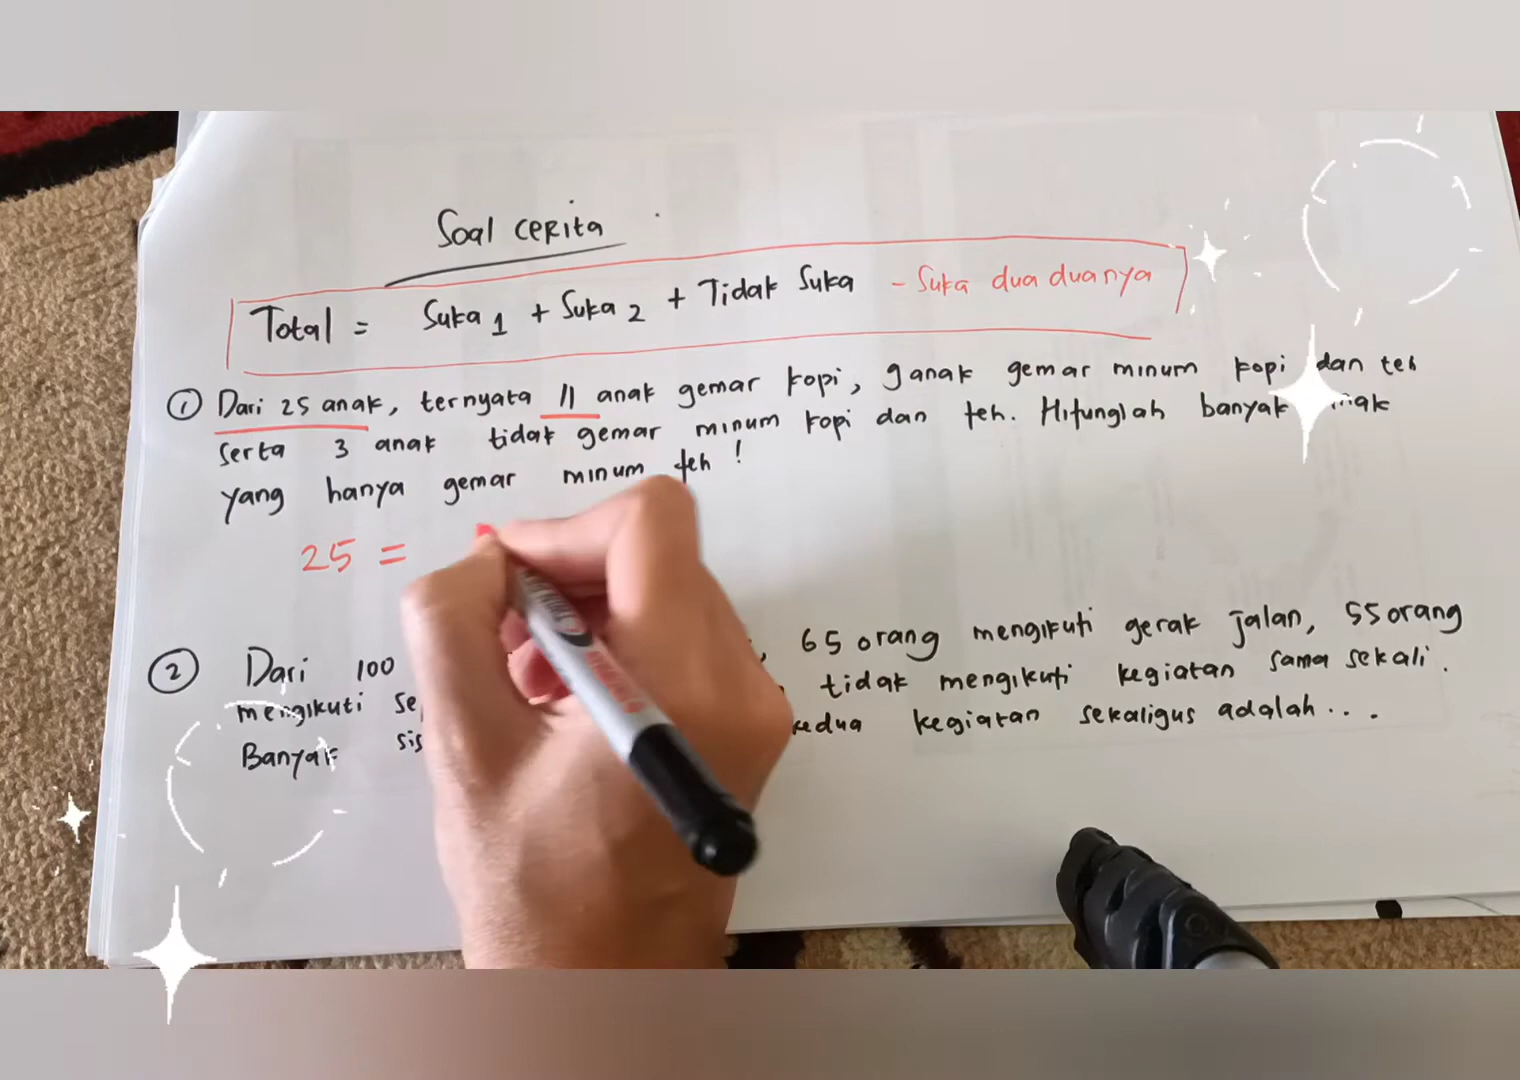 Soal cerita
Total = Suka 1 + Suka 2 + Tidak Suka - Suka dua duanya
1 Dari 25 anak, ternyata 11 anak gemar kopi, 9 anak gemar minum kopi dan teh
serta 3 anak tidak gemar minum kopi dan teh. Hitunglah banyak
yang hanya gemar minum teh !
25 =
2 Dari 100 65 orang mengikuti gerak jalan, 55 orang
mengikuti tidak mengikuti kegiatan sama sekali.
Banyak kedua kegiatan sekaligus adalah...